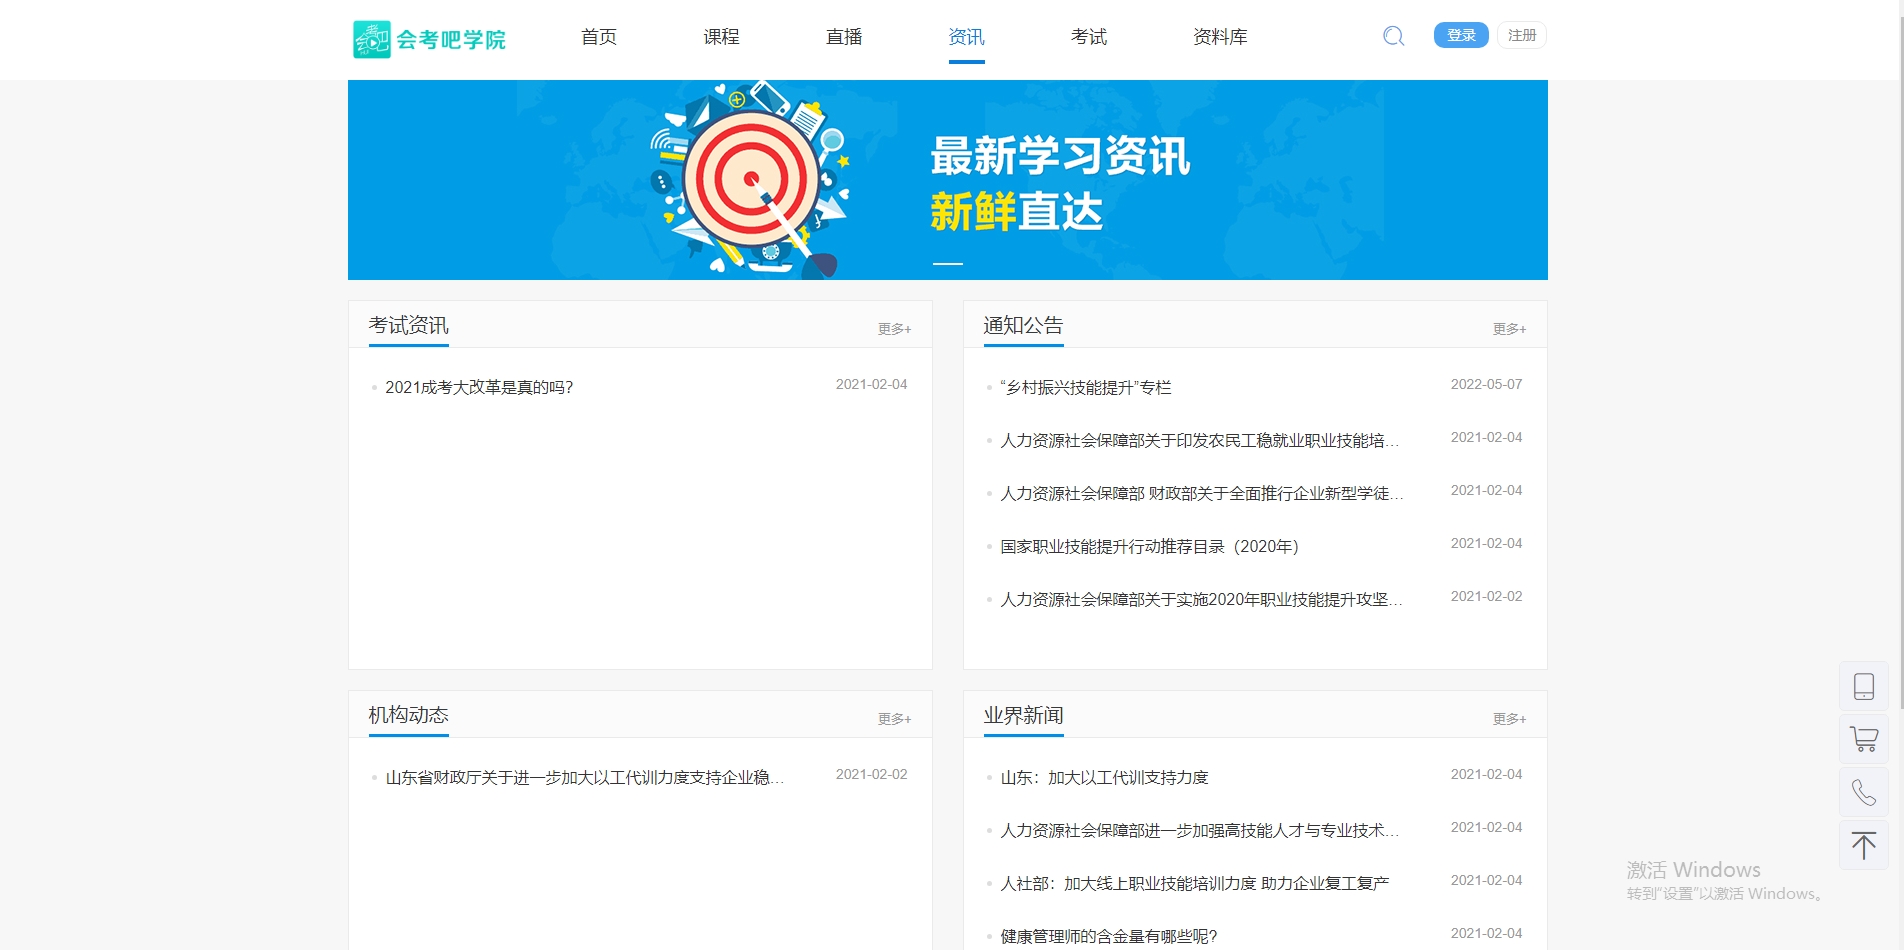 会考吧学院
首页
课程
直播
资讯
考试
资料库
登录
注册
最新学习资讯
新鲜直达
考试资讯
更多+
2021成考大改革是真的吗?
2021-02-04
通知公告
更多+
“乡村振兴技能提升”专栏
2022-05-07
人力资源社会保障部关于印发农民工稳就业职业技能培...
2021-02-04
人力资源社会保障部 财政部关于全面推行企业新型学徒...
2021-02-04
国家职业技能提升行动推荐目录（2020年）
2021-02-04
人力资源社会保障部关于实施2020年职业技能提升攻坚...
2021-02-02
机构动态
更多+
山东省财政厅关于进一步加大以工代训力度支持企业稳...
2021-02-02
业界新闻
更多+
山东：加大以工代训支持力度
2021-02-04
人力资源社会保障部进一步加强高技能人才与专业技术...
2021-02-04
人社部：加大线上职业技能培训力度 助力企业复工复产
2021-02-04
健康管理师的含金量有哪些呢?
2021-02-04
激活 Windows
转到“设置”以激活 Windows。